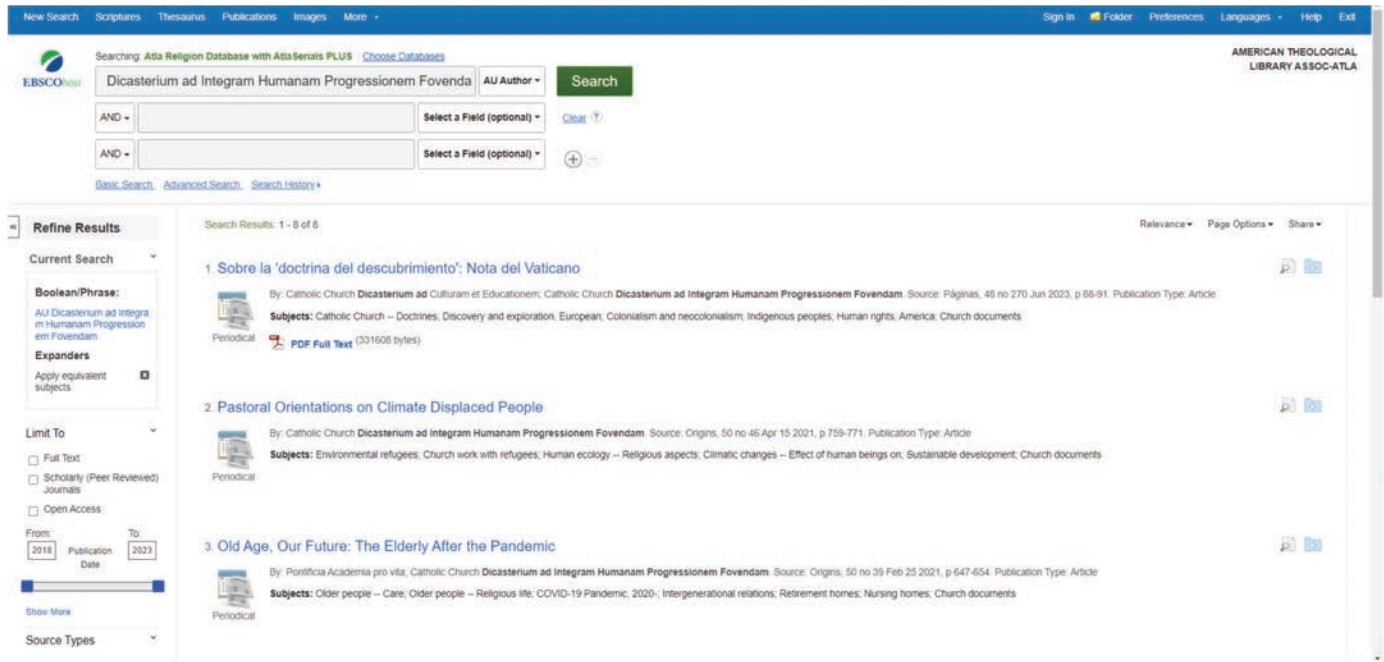 New Search Scriptures Thesaurus Publications Images More
Sign In Folder Preferences Languages Help Exit
Searching: Atla Religion Database with AtlaSerials PLUS Choose Databases
AMERICAN THEOLOGICAL
LIBRARY ASSOC-ATLA
EBSCOhost
Dicasterium ad Integram Humanam Progressionem Fovenda AU Author Search
AND Select a Field (optional) Clear ?
AND Select a Field (optional)
Basic Search Advanced Search Search History
Refine Results
Search Results: 1 - 8 of 8
Relevance Page Options Share
Current Search
Boolean/Phrase:
AU Dicasterium ad Integra
m Humanam Progression
em Fovendam
Expanders
Apply equivalent
subjects
Limit To
Full Text
Scholarly (Peer Reviewed)
Journals
Open Access
From: To:
2018 Publication 2023
Date
Show More
Source Types
1. Sobre la 'doctrina del descubrimiento': Nota del Vaticano
By: Catholic Church Dicasterium ad Culturam et Educationem; Catholic Church Dicasterium ad Integram Humanam Progressionem Fovendam. Source: Páginas, 48 no 270 Jun 2023, p 88-91. Publication Type: Article
Subjects: Catholic Church -- Doctrines; Discovery and exploration, European; Colonialism and neocolonialism; Indigenous peoples; Human rights; America; Church documents
Periodical
PDF Full Text (331608 bytes)
2. Pastoral Orientations on Climate Displaced People
By: Catholic Church Dicasterium ad Integram Humanam Progressionem Fovendam. Source: Origins, 50 no 46 Apr 15 2021, p 759-771. Publication Type: Article
Subjects: Environmental refugees; Church work with refugees; Human ecology -- Religious aspects; Climatic changes -- Effect of human beings on; Sustainable development; Church documents
Periodical
3. Old Age, Our Future: The Elderly After the Pandemic
By: Pontificia Academia pro vita; Catholic Church Dicasterium ad Integram Humanam Progressionem Fovendam. Source: Origins, 50 no 39 Feb 25 2021, p 647-654. Publication Type: Article
Subjects: Older people -- Care; Older people -- Religious life; COVID-19 Pandemic, 2020-; Intergenerational relations; Retirement homes; Nursing homes; Church documents
Periodical